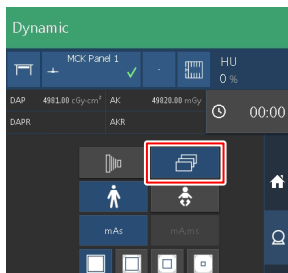 Dynamic
MCK Panel 1
HU
0 %
DAP 4981.00 cGy·cm² AK 49820.00 mGy
00:00
DAPR AKR
mAs mA,ms